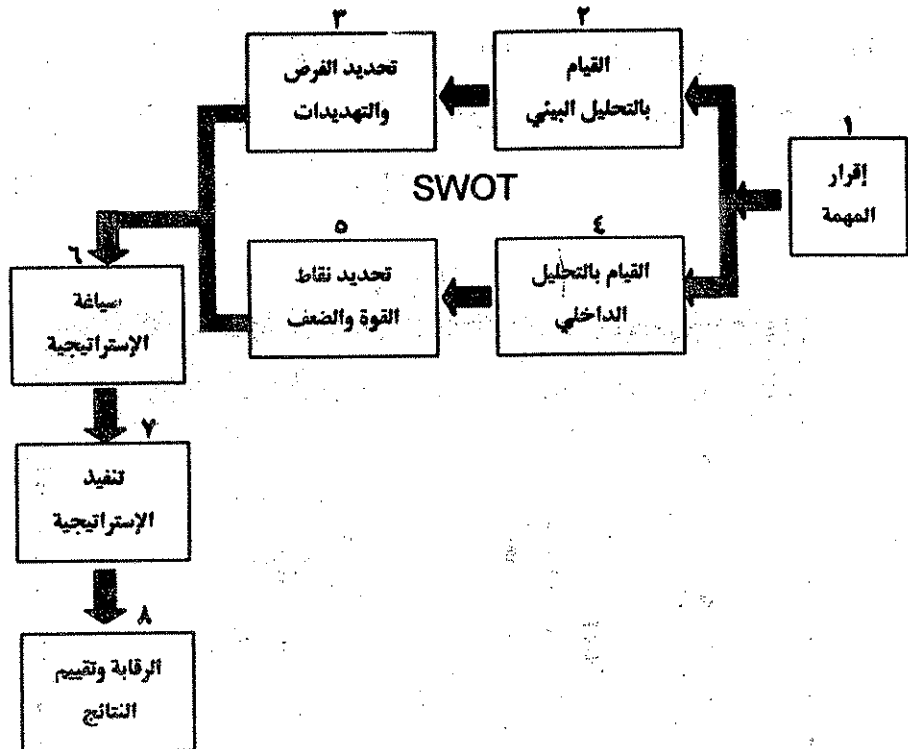 ١
إقرار
المهمة
٢
القيام
بالتحليل البيئي
٣
تحديد الفرص
والتهديدات
SWOT
٤
القيام بالتحليل
الداخلي
٥
تحديد نقاط
القوة والضعف
٦
صياغة
الإستراتيجية
٧
تنفيذ
الإستراتيجية
٨
الرقابة وتقييم
النتائج